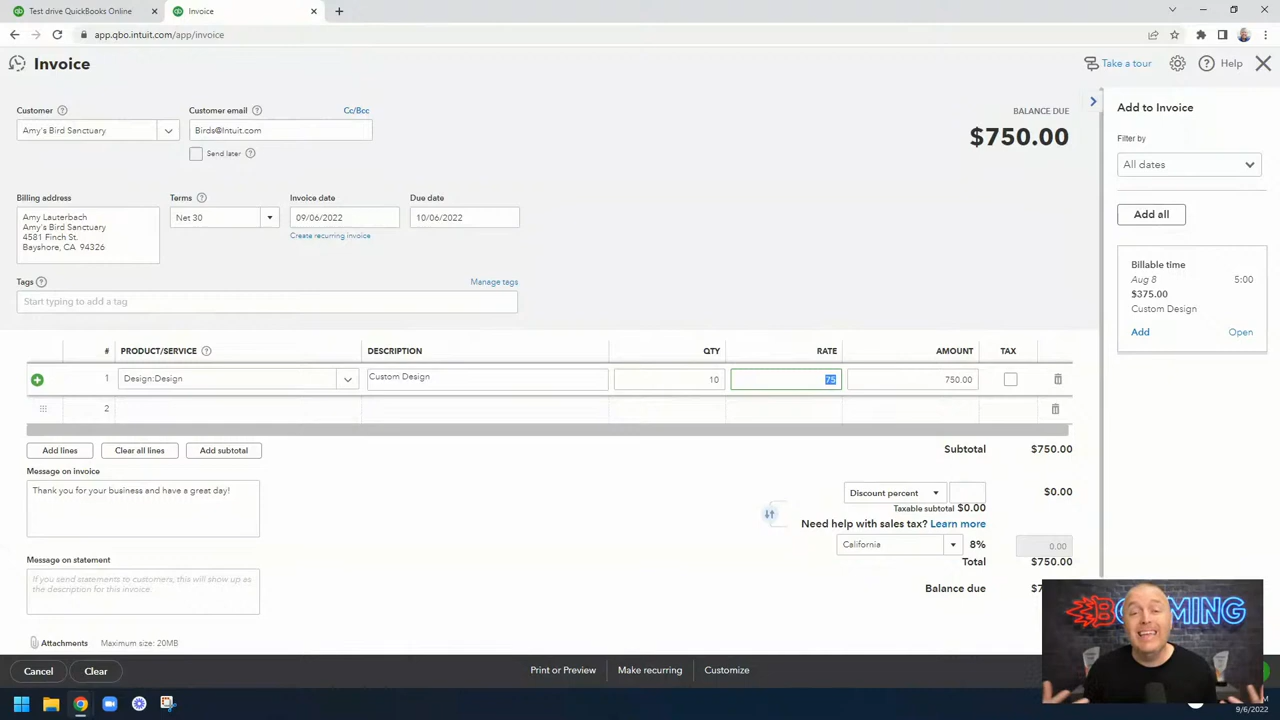 Test drive QuickBooks Online
Invoice
app.qbo.intuit.com/app/invoice
Invoice
Take a tour
Help
Customer
Customer email
Cc/Bcc
Amy's Bird Sanctuary
Birds@Intuit.com
Send later
BALANCE DUE
$750.00
Add to Invoice
Filter by
All dates
Add all
Billable time
Aug 8
5:00
$375.00
Custom Design
Add
Open
Billing address
Terms
Invoice date
Due date
Amy Lauterbach
Amy's Bird Sanctuary
4581 Finch St.
Bayshore, CA 94326
Net 30
09/06/2022
10/06/2022
Create recurring invoice
Tags
Manage tags
Start typing to add a tag
# PRODUCT/SERVICE DESCRIPTION QTY RATE AMOUNT TAX
1 Design:Design Custom Design 10 75 750.00
2
Add lines
Clear all lines
Add subtotal
Subtotal $750.00
Message on invoice
Thank you for your business and have a great day!
Discount percent
$0.00
Taxable subtotal $0.00
Need help with sales tax? Learn more
California
8%
0.00
Total $750.00
Message on statement
If you send statements to customers, this will show up as
the description for this invoice.
Balance due
Attachments Maximum size: 20MB
Cancel
Clear
Print or Preview
Make recurring
Customize
9/6/2022